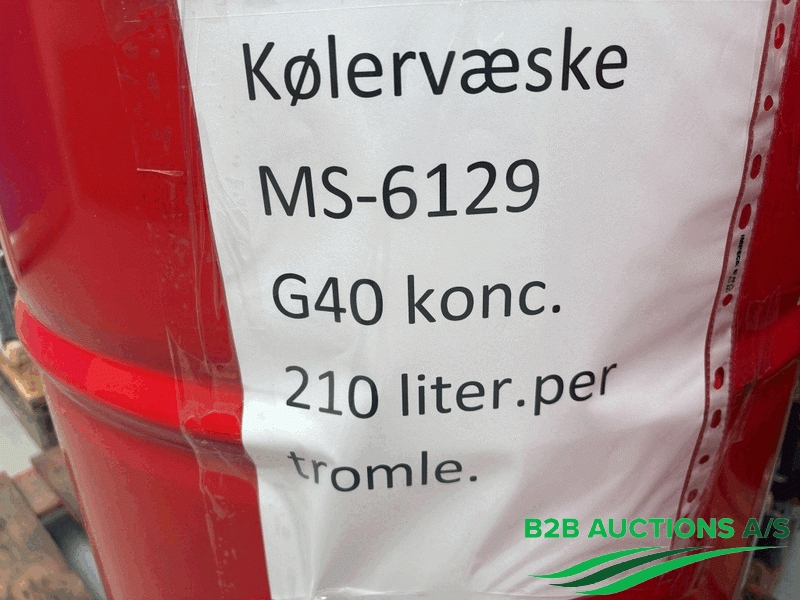 Kølervæske
MS-6129
G40 konc.
210 liter.per
tromle.
B2B AUCTIONS A/S